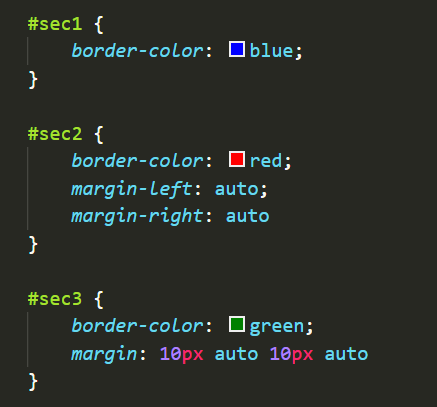 #sec1 {
    border-color: blue;
}

#sec2 {
    border-color: red;
    margin-left: auto;
    margin-right: auto
}

#sec3 {
    border-color: green;
    margin: 10px auto 10px auto
}